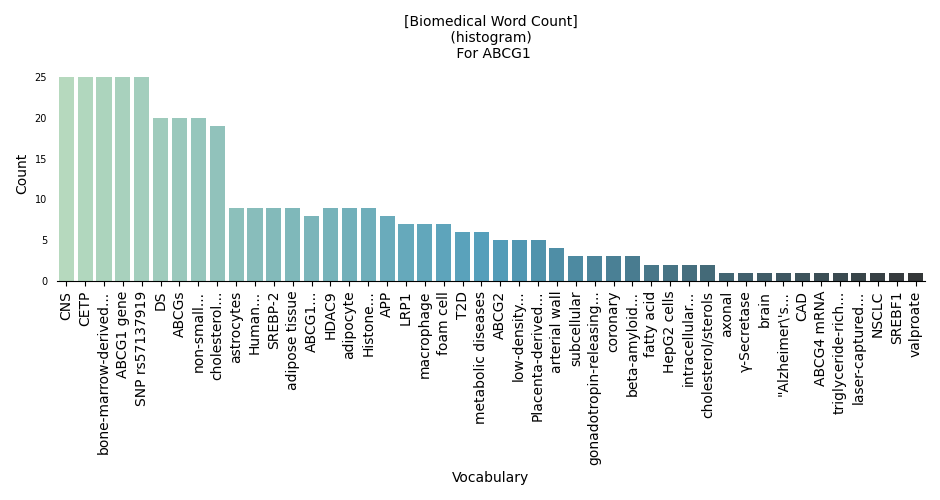 [Biomedical Word Count]
(histogram)
For ABCG1
Count
25
20
15
10
5
0
CNS
CETP
bone-marrow-derived...
ABCG1 gene
SNP rs57137919
DS
ABCGs
non-small...
cholesterol...
astrocytes
Human...
SREBP-2
adipose tissue
ABCG1...
HDAC9
adipocyte
Histone...
APP
LRP1
macrophage
foam cell
T2D
metabolic diseases
ABCG2
low-density...
Placenta-derived...
arterial wall
subcellular
gonadotropin-releasing...
coronary
beta-amyloid...
fatty acid
HepG2 cells
intracellular...
cholesterol/sterols
axonal
γ-Secretase
brain
"Alzheimer\'s...
CAD
ABCG4 mRNA
triglyceride-rich...
laser-captured...
NSCLC
SREBF1
valproate
Vocabulary